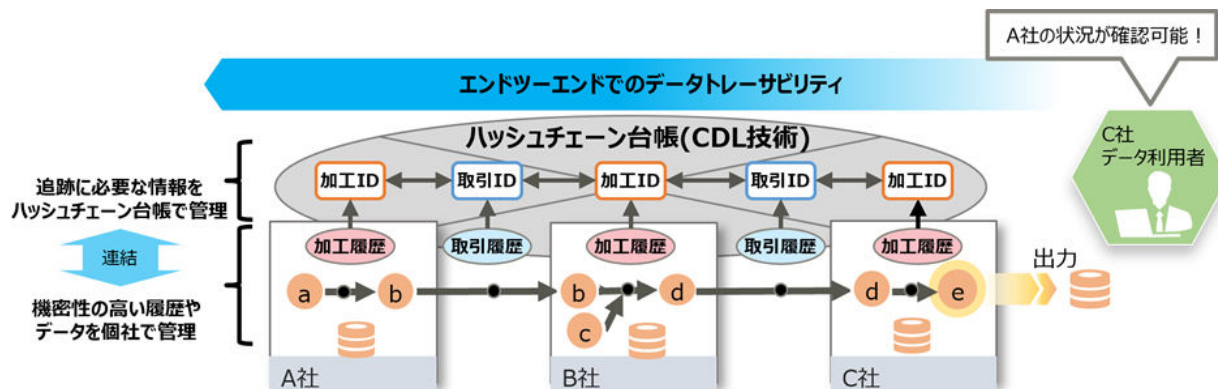 A社の状況が確認可能！
エンドツーエンドでのデータトレーサビリティ
ハッシュチェーン台帳(CDL技術)
C社
データ利用者
追跡に必要な情報を
ハッシュチェーン台帳で管理
加工ID
取引ID
加工ID
取引ID
加工ID
連結
加工履歴
取引履歴
加工履歴
取引履歴
加工履歴
機密性の高い履歴や
データを個社で管理
a
b
b
c
d
d
e
出力
A社
B社
C社